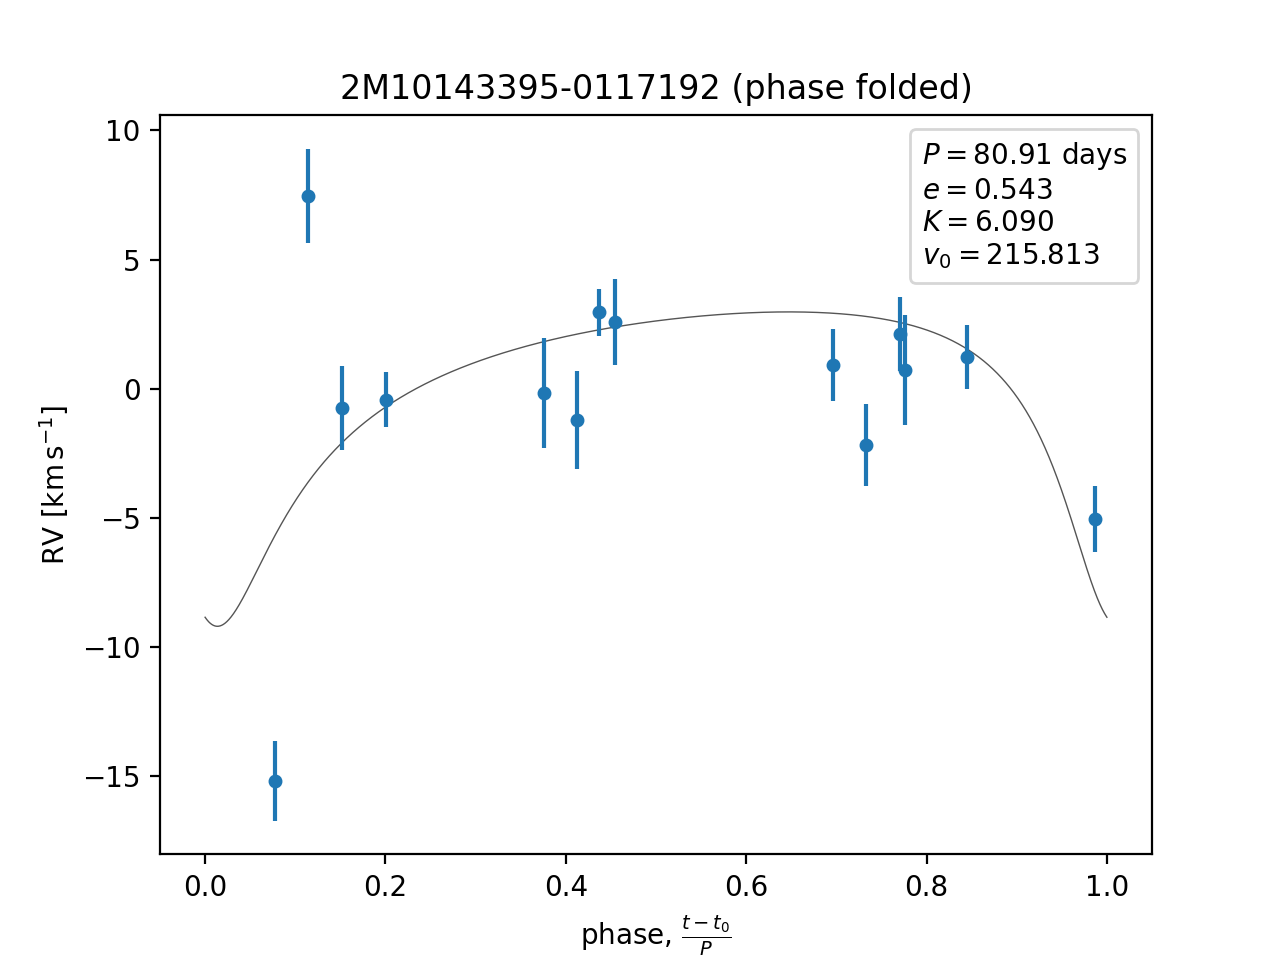 2M10143395-0117192 (phase folded)
P = 80.91 days
e = 0.543
K = 6.090
v₀ = 215.813
10
5
0
−5
−10
−15
RV [km s⁻¹]
0.0 0.2 0.4 0.6 0.8 1.0
phase, (t − t₀)/P